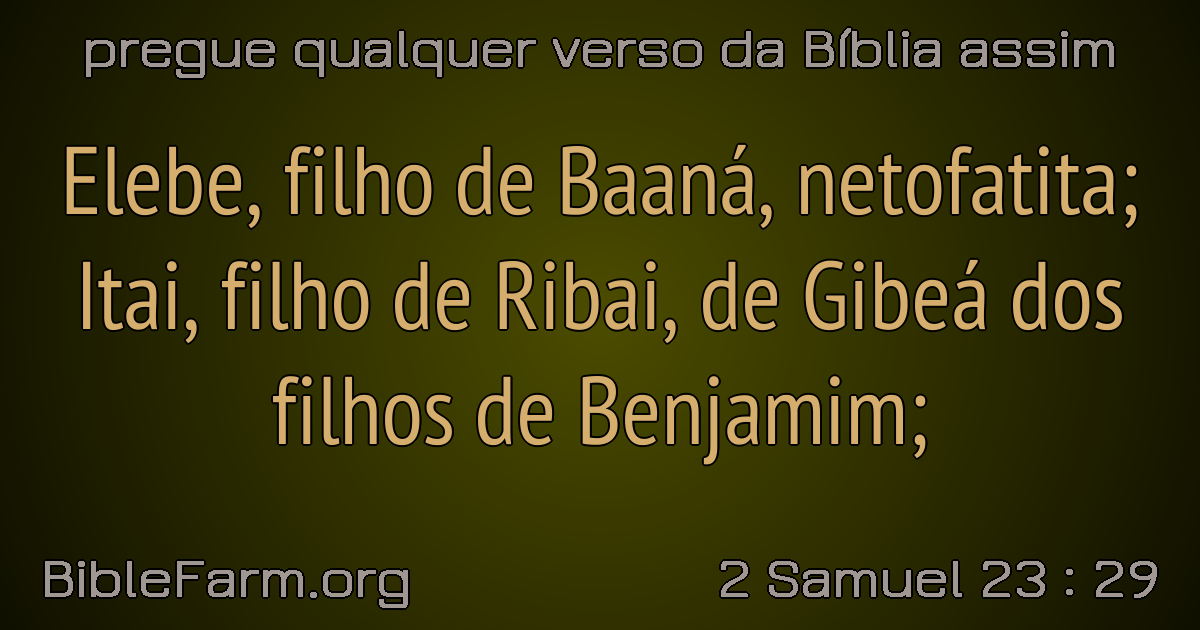 pregue qualquer verso da Bíblia assim
Elebe, filho de Baaná, netofatita;
Itai, filho de Ribai, de Gibeá dos
filhos de Benjamim;
BibleFarm.org
2 Samuel 23 : 29